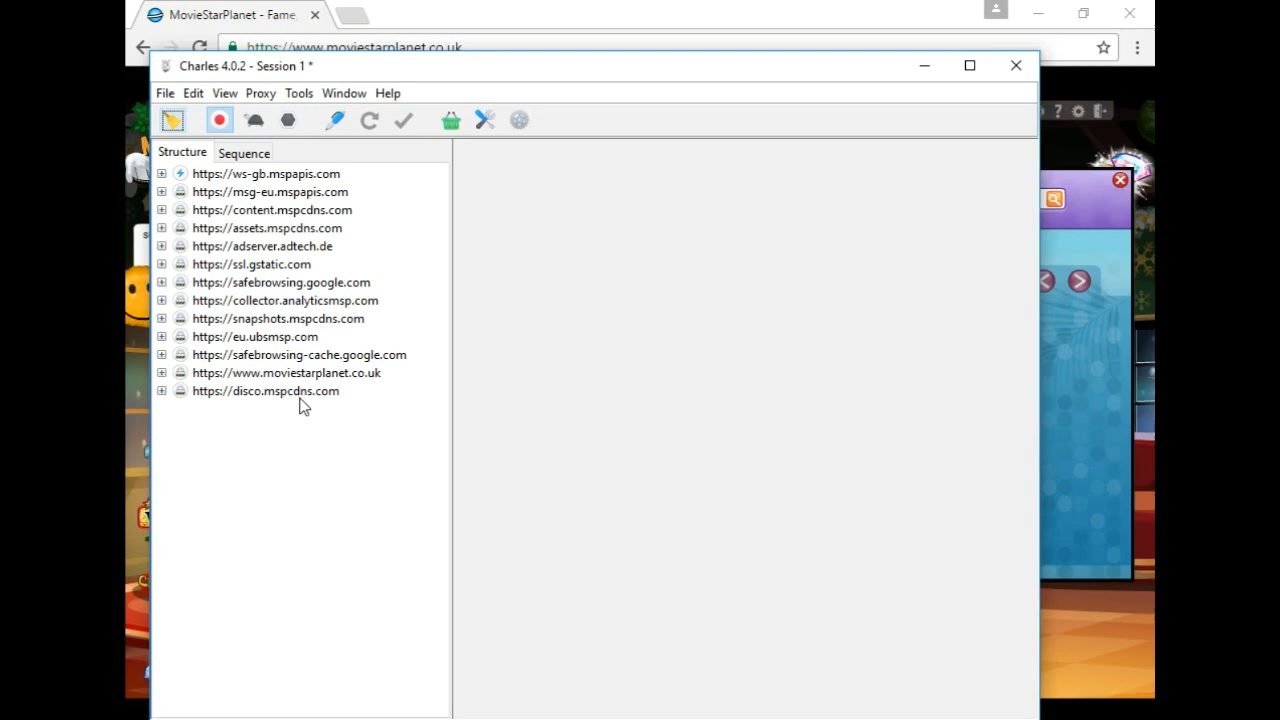 MovieStarPlanet - Fame,
https://www.moviestarplanet.co.uk
Charles 4.0.2 - Session 1 *
File Edit View Proxy Tools Window Help
Structure Sequence
https://ws-gb.mspapis.com
https://msg-eu.mspapis.com
https://content.mspcdns.com
https://assets.mspcdns.com
https://adserver.adtech.de
https://ssl.gstatic.com
https://safebrowsing.google.com
https://collector.analyticsmsp.com
https://snapshots.mspcdns.com
https://eu.ubsmsp.com
https://safebrowsing-cache.google.com
https://www.moviestarplanet.co.uk
https://disco.mspcdns.com